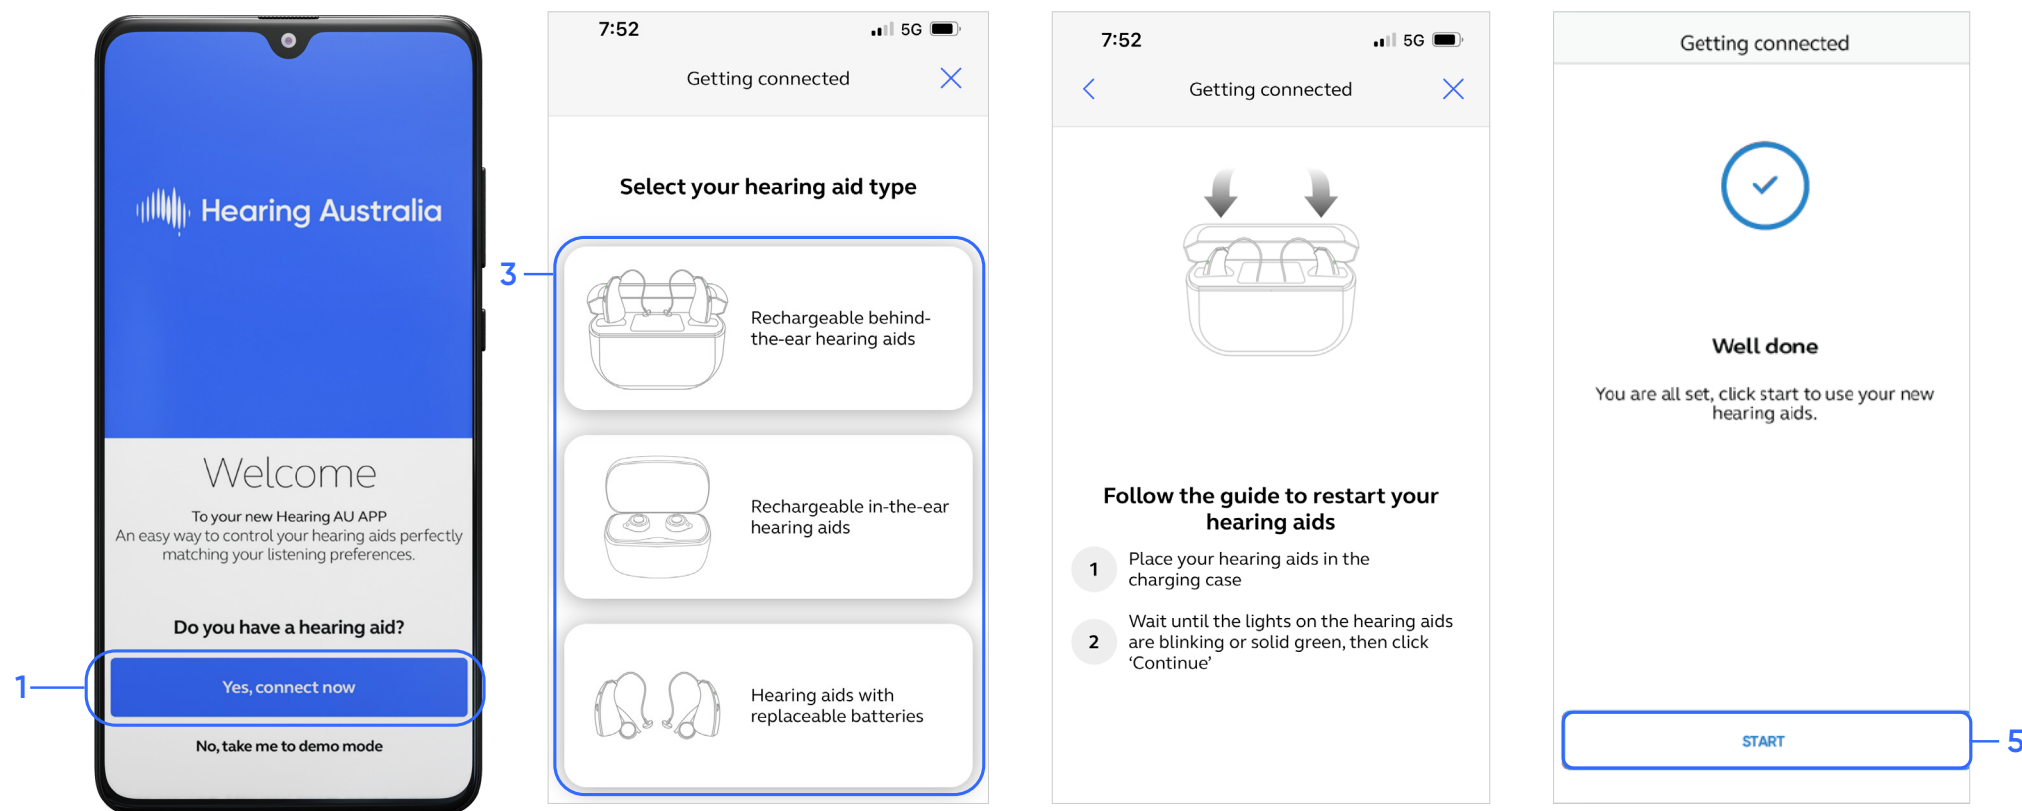 Hearing Australia
Welcome
To your new Hearing AU APP
An easy way to control your hearing aids perfectly
matching your listening preferences.
Do you have a hearing aid?
1
Yes, connect now
No, take me to demo mode
7:52
5G
Getting connected
Select your hearing aid type
3
Rechargeable behind-
the-ear hearing aids
Rechargeable in-the-ear
hearing aids
Hearing aids with
replaceable batteries
7:52
5G
Getting connected
Follow the guide to restart your
hearing aids
1
Place your hearing aids in the
charging case
2
Wait until the lights on the hearing aids
are blinking or solid green, then click
‘Continue’
Getting connected
Well done
You are all set, click start to use your new
hearing aids.
START
5